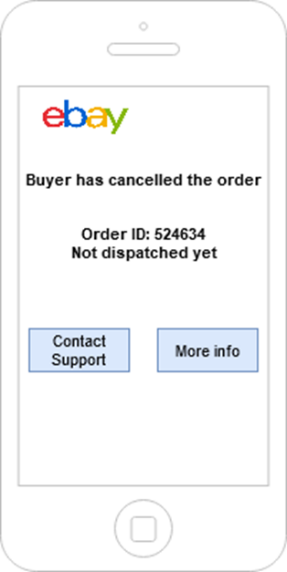 ebay
Buyer has cancelled the order
Order ID: 524634
Not dispatched yet
Contact
Support
More info